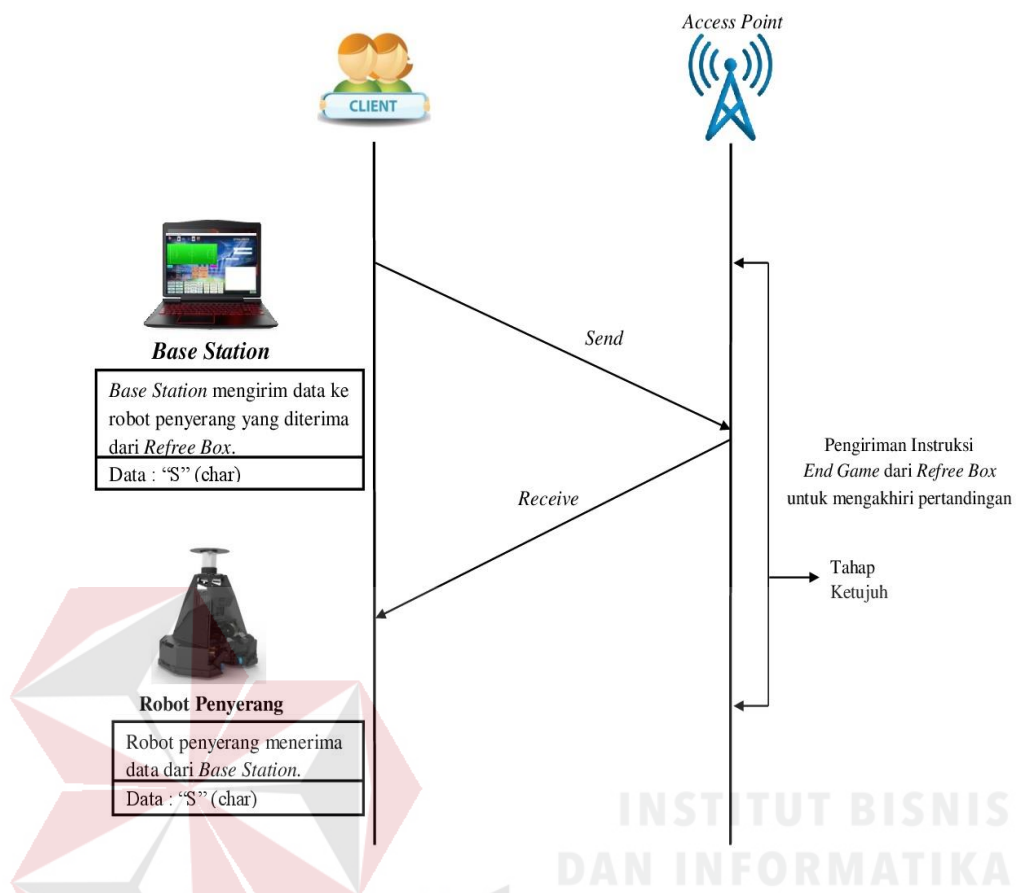 Access Point
CLIENT
Send
Base Station
Base Station mengirim data ke
robot penyerang yang diterima
dari Refree Box.
Data : “S” (char)
Pengiriman Instruksi
End Game dari Refree Box
untuk mengakhiri pertandingan
Receive
Tahap
Ketujuh
Robot Penyerang
Robot penyerang menerima
data dari Base Station.
Data : “S” (char)
INSTITUT BISNIS
DAN INFORMATIKA